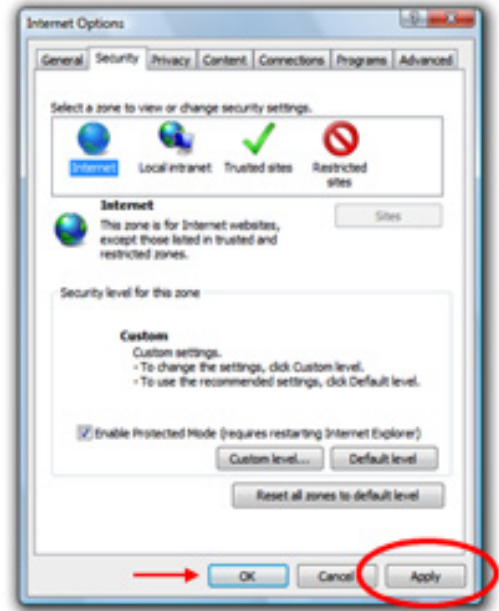 Internet Options
General Security Privacy Content Connections Programs Advanced
Select a zone to view or change security settings.
Internet Local intranet Trusted sites Restricted
sites
Internet
Sites
This zone is for Internet websites,
except those listed in trusted and
restricted zones.
Security level for this zone
Custom
Custom settings.
- To change the settings, click Custom level.
- To use the recommended settings, click Default level.
Enable Protected Mode (requires restarting Internet Explorer)
Custom level... Default level
Reset all zones to default level
OK Cancel Apply